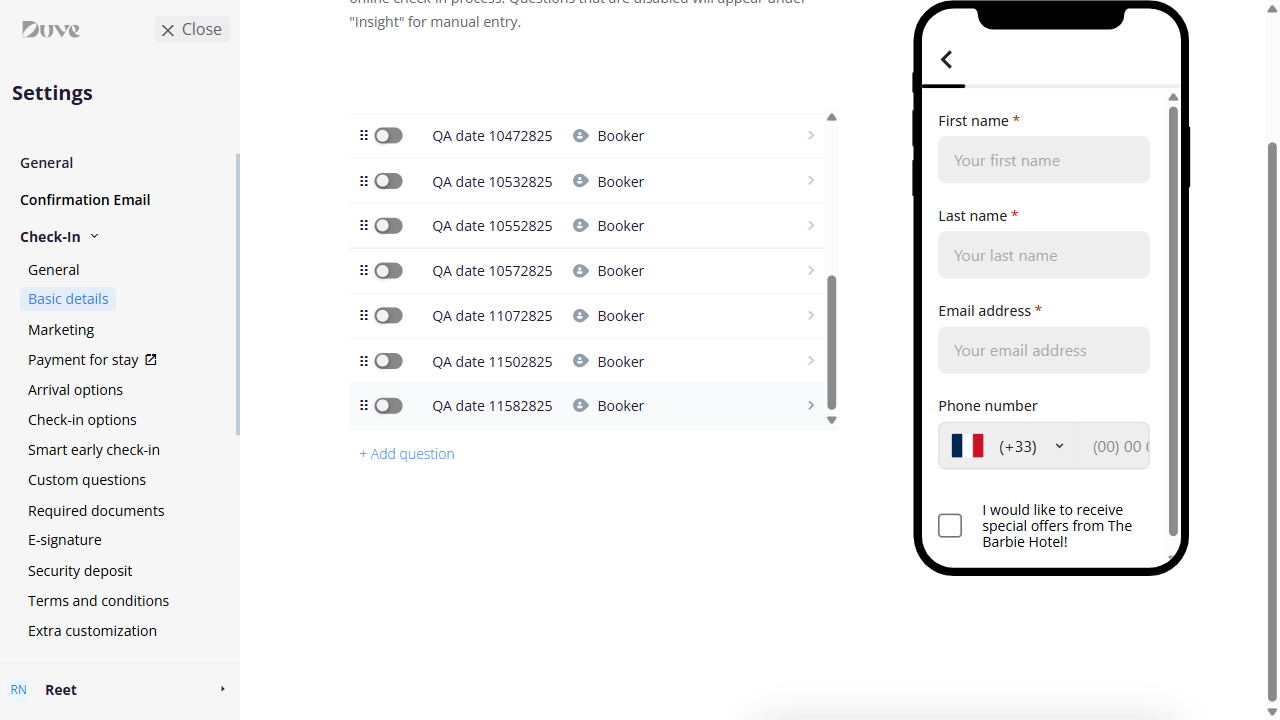 Duve
Close
Settings
General
Confirmation Email
Check-In
General
Basic details
Marketing
Payment for stay
Arrival options
Check-in options
Smart early check-in
Custom questions
Required documents
E-signature
Security deposit
Terms and conditions
Extra customization
RN Reet
"Insight" for manual entry.
QA date 10472825 Booker
QA date 10532825 Booker
QA date 10552825 Booker
QA date 10572825 Booker
QA date 11072825 Booker
QA date 11502825 Booker
QA date 11582825 Booker
+ Add question
First name *
Your first name
Last name *
Your last name
Email address *
Your email address
Phone number
(+33) (00) 00
I would like to receive
special offers from The
Barbie Hotel!